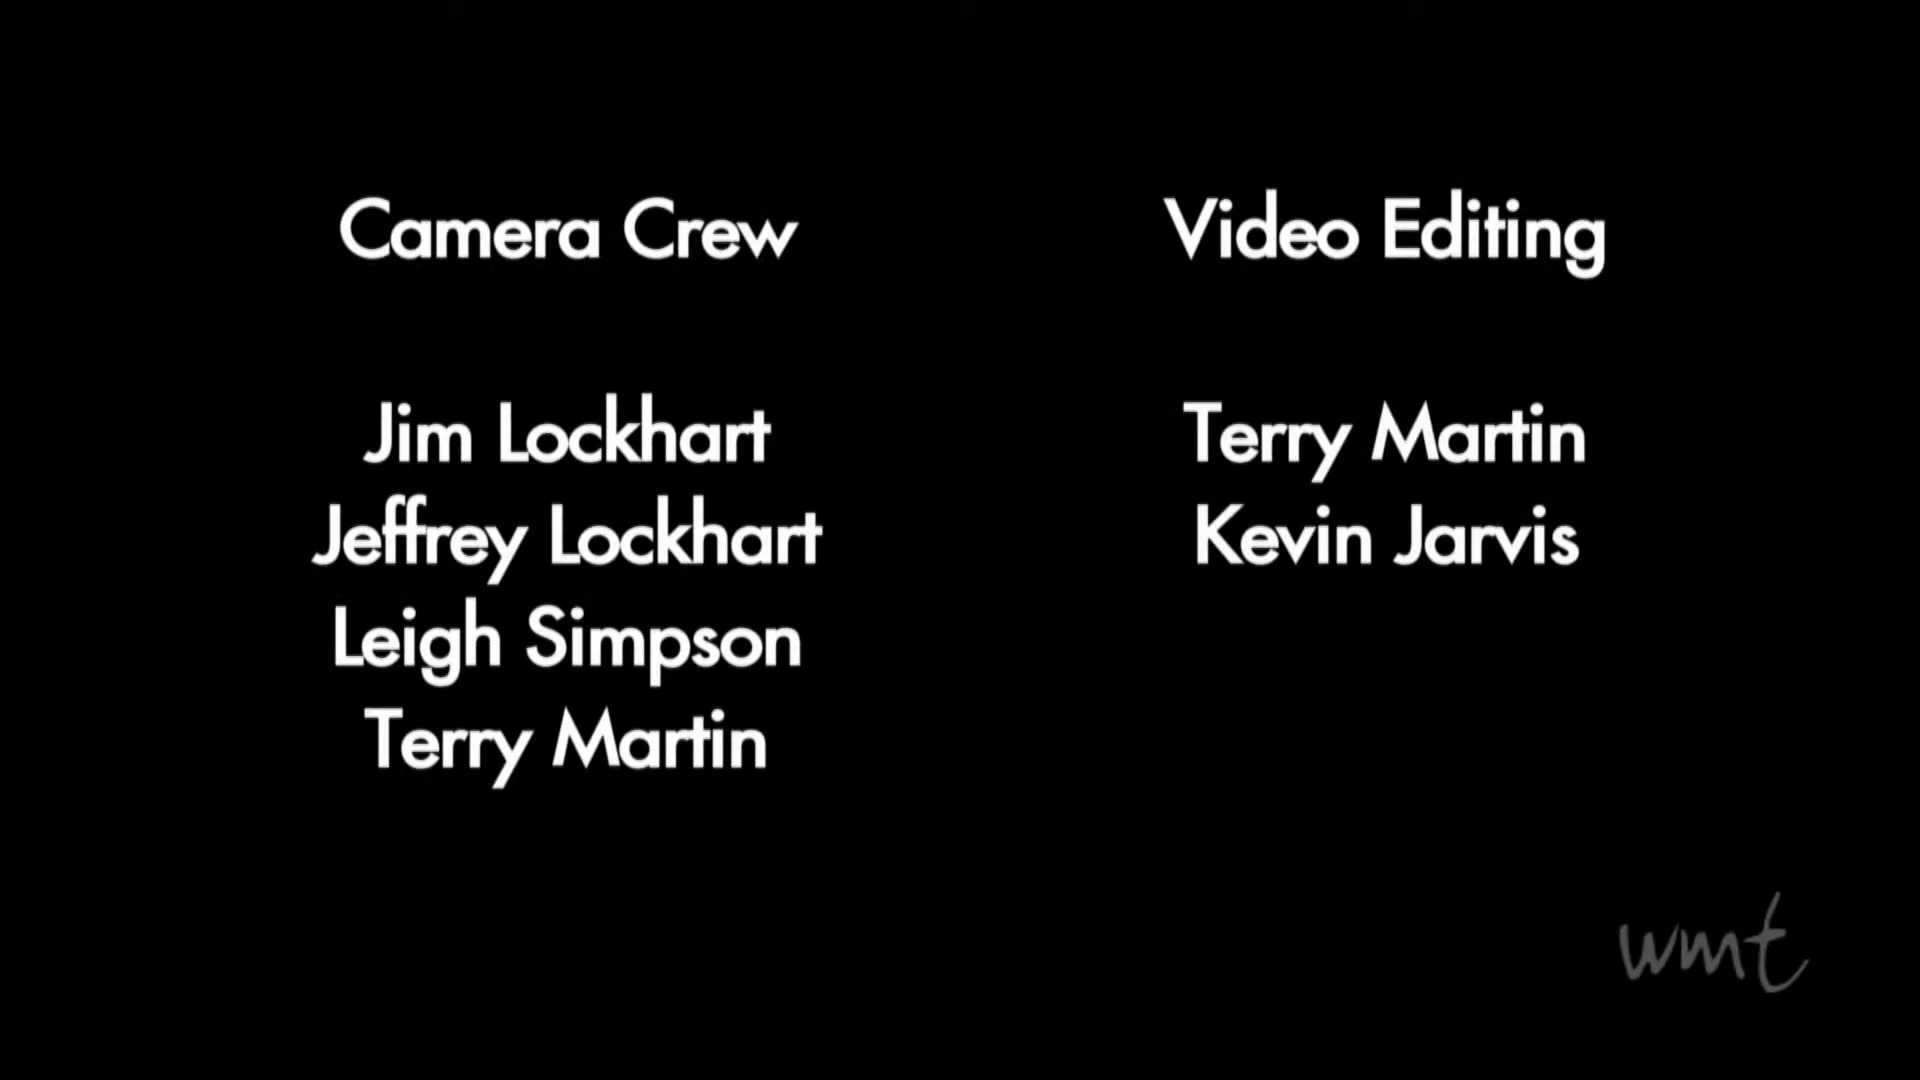 Camera Crew
Jim Lockhart
Jeffrey Lockhart
Leigh Simpson
Terry Martin
Video Editing
Terry Martin
Kevin Jarvis
wmt